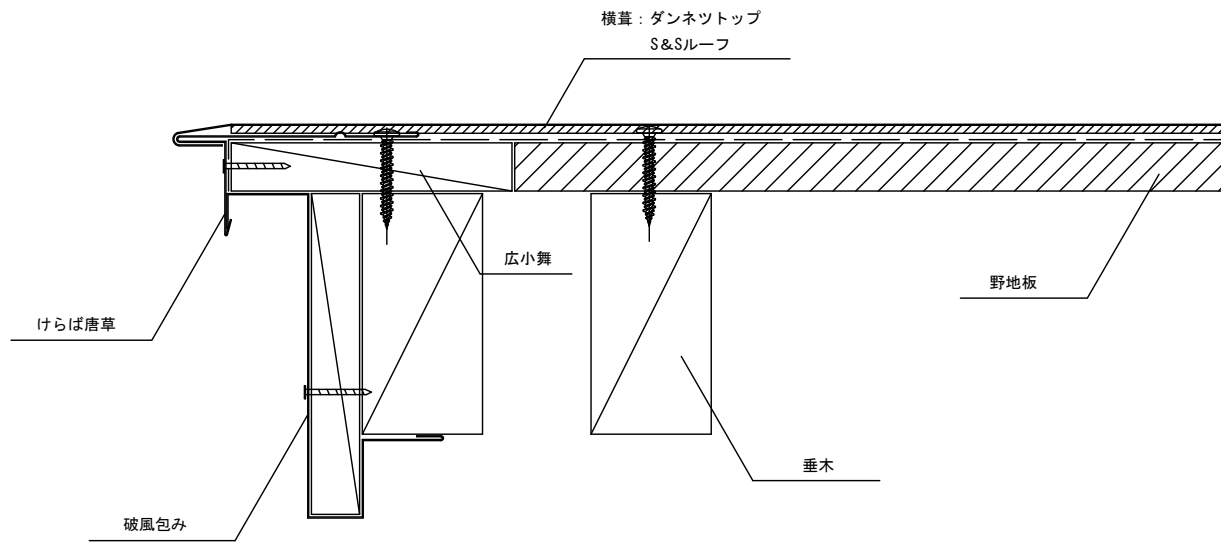 横葺：ダンネツトップ
S&Sルーフ
広小舞
野地板
けらば唐草
垂木
破風包み